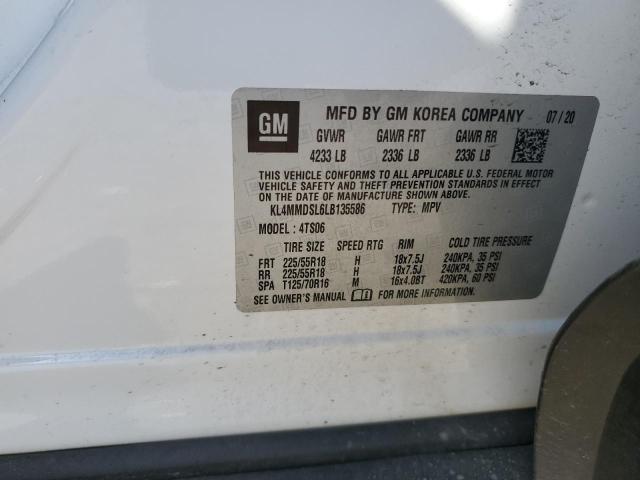 GM MFD BY GM KOREA COMPANY 07/20
GVWR GAWR FRT GAWR RR
4233 LB 2336 LB 2336 LB
THIS VEHICLE CONFORMS TO ALL APPLICABLE U.S. FEDERAL MOTOR
VEHICLE SAFETY AND THEFT PREVENTION STANDARDS IN EFFECT ON
THE DATE OF MANUFACTURE SHOWN ABOVE.
KL4MMDSL6LB135586 TYPE: MPV
MODEL: 4TS06
TIRE SIZE SPEED RTG RIM COLD TIRE PRESSURE
FRT 225/55R18 H 18x7.5J 240KPA, 35 PSI
RR 225/55R18 H 18x7.5J 240KPA, 35 PSI
SPA T125/70R16 M 16x4.0BT 420KPA, 60 PSI
SEE OWNER'S MANUAL FOR MORE INFORMATION